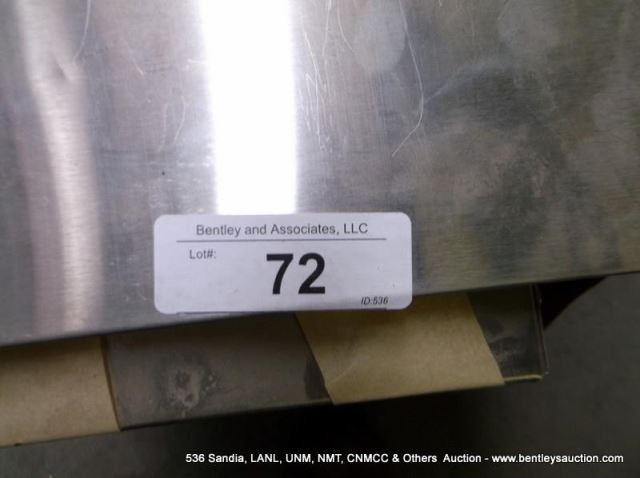 Bentley and Associates, LLC
Lot#:
72
ID:536
536 Sandia, LANL, UNM, NMT, CNMCC & Others Auction - www.bentleysauction.com